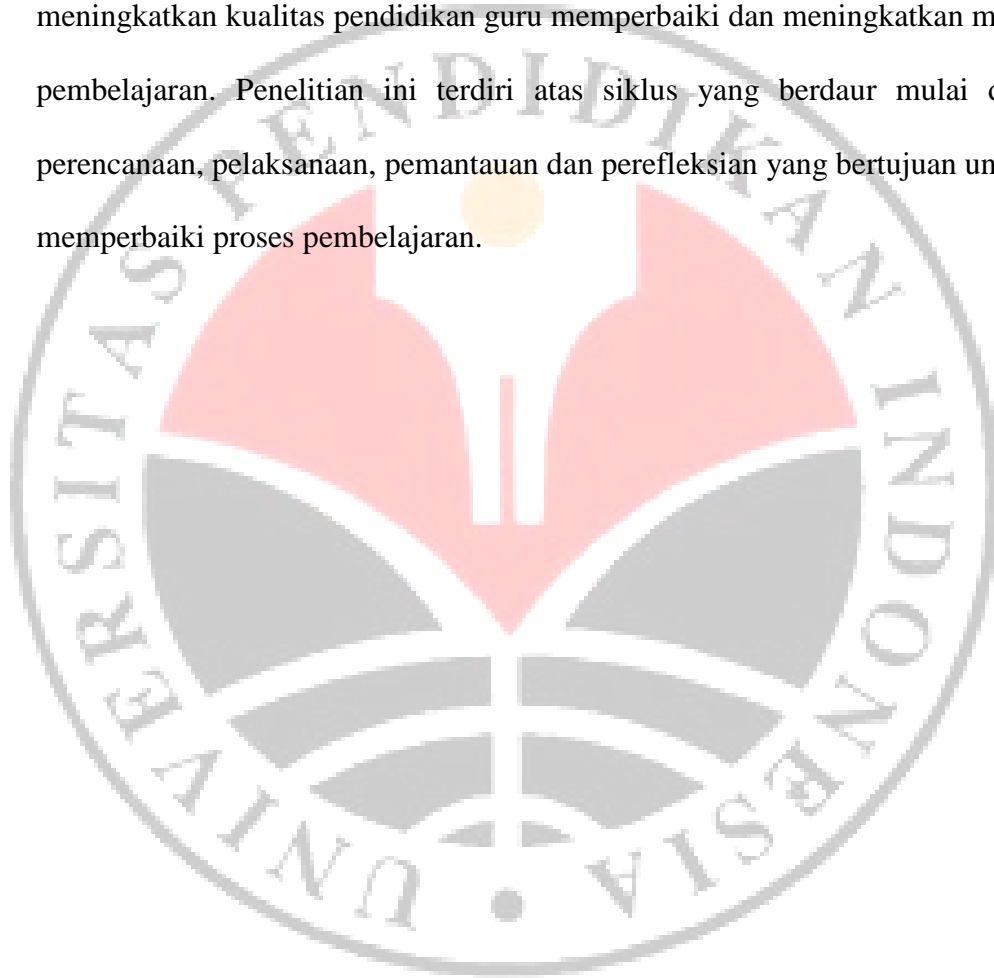 meningkatkan kualitas pendidikan guru memperbaiki dan meningkatkan
pembelajaran. Penelitian ini terdiri atas siklus yang berdaur mulai
perencanaan, pelaksanaan, pemantauan dan perefleksian yang bertujuan
memperbaiki proses pembelajaran.
UNIVERSITAS PENDIDIKAN INDONESIA